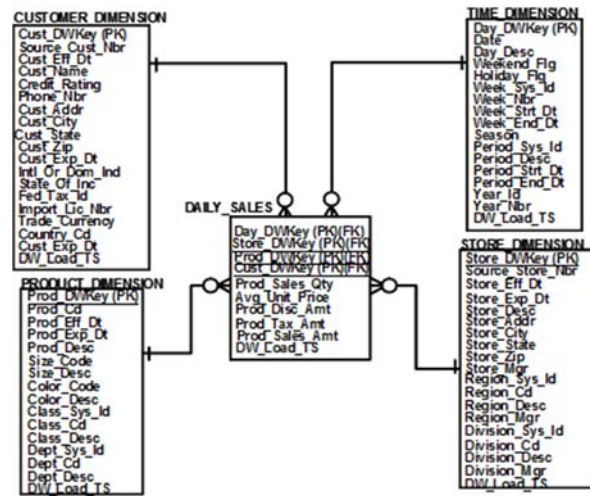 CUSTOMER_DIMENSION
Cust_DWKey (PK)
Source_Cust_Nbr
Cust_Eff_Dt
Cust_Name
Credit_Rating
Phone_Nbr
Cust_Addr
Cust_City
Cust_State
Cust_Zip
Cust_Exp_Dt
Intl_Or_Dom_Ind
State_Of_Inc
Fed_Tax_Id
Import_Lic_Nbr
Trade_Currency
Country_Cd
Cust_Exp_Dt
DW_Load_TS
TIME_DIMENSION
Day_DWKey (PK)
Date
Day_Desc
Weekend_Flg
Holiday_Flg
Week_Sys_Id
Week_Nbr
Week_Strt_Dt
Week_End_Dt
Season
Period_Sys_Id
Period_Desc
Period_Strt_Dt
Period_End_Dt
Year_Id
Year_Nbr
DW_Load_TS
DAILY_SALES
Day_DWKey (PK)(FK)
Store_DWKey (PK)(FK)
Prod_DWKey (PK)(FK)
Cust_DWKey (PK)(FK)
Prod_Sales_Qty
Avg_Unit_Price
Prod_Disc_Amt
Prod_Tax_Amt
Prod_Sales_Amt
DW_Load_TS
PRODUCT_DIMENSION
Prod_DWKey (PK)
Prod_Cd
Prod_Eff_Dt
Prod_Exp_Dt
Prod_Desc
Size_Code
Size_Desc
Color_Code
Color_Desc
Class_Sys_Id
Class_Cd
Class_Desc
Dept_Sys_Id
Dept_Cd
Dept_Desc
DW_Load_TS
STORE_DIMENSION
Store_DWKey (PK)
Source_Store_Nbr
Store_Eff_Dt
Store_Exp_Dt
Store_Desc
Store_Addr
Store_City
Store_State
Store_Zip
Store_Mgr
Region_Sys_Id
Region_Cd
Region_Desc
Region_Mgr
Division_Sys_Id
Division_Cd
Division_Desc
Division_Mgr
DW_Load_TS